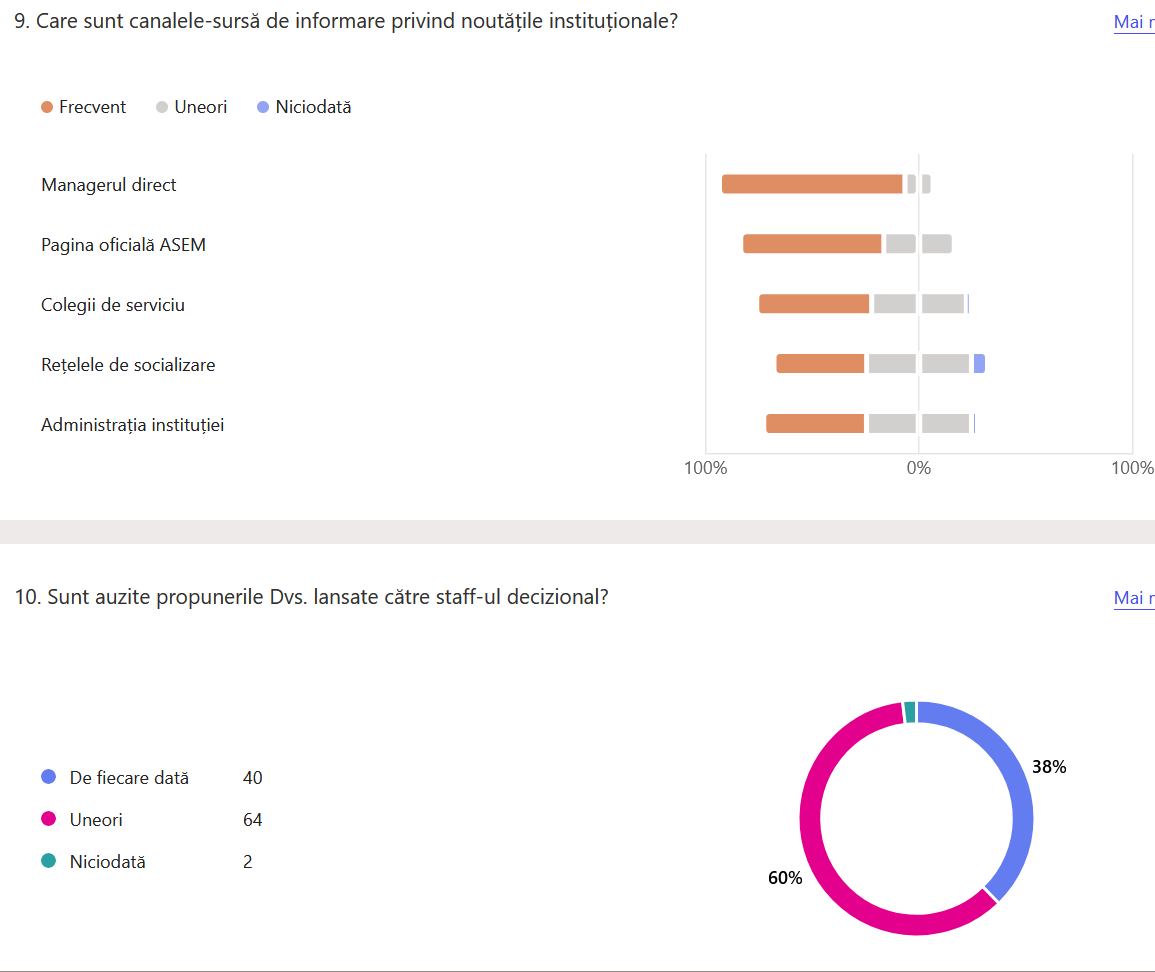 9. Care sunt canalele-sursă de informare privind noutățile instituționale?
Mai
Frecvent Uneori Niciodată
Managerul direct
Pagina oficială ASEM
Colegii de serviciu
Rețelele de socializare
Administrația instituției
100% 0% 100%
10. Sunt auzite propunerile Dvs. lansate către staff-ul decizional?
Mai
38%
De fiecare dată 40
Uneori 64
Niciodată 2
60%